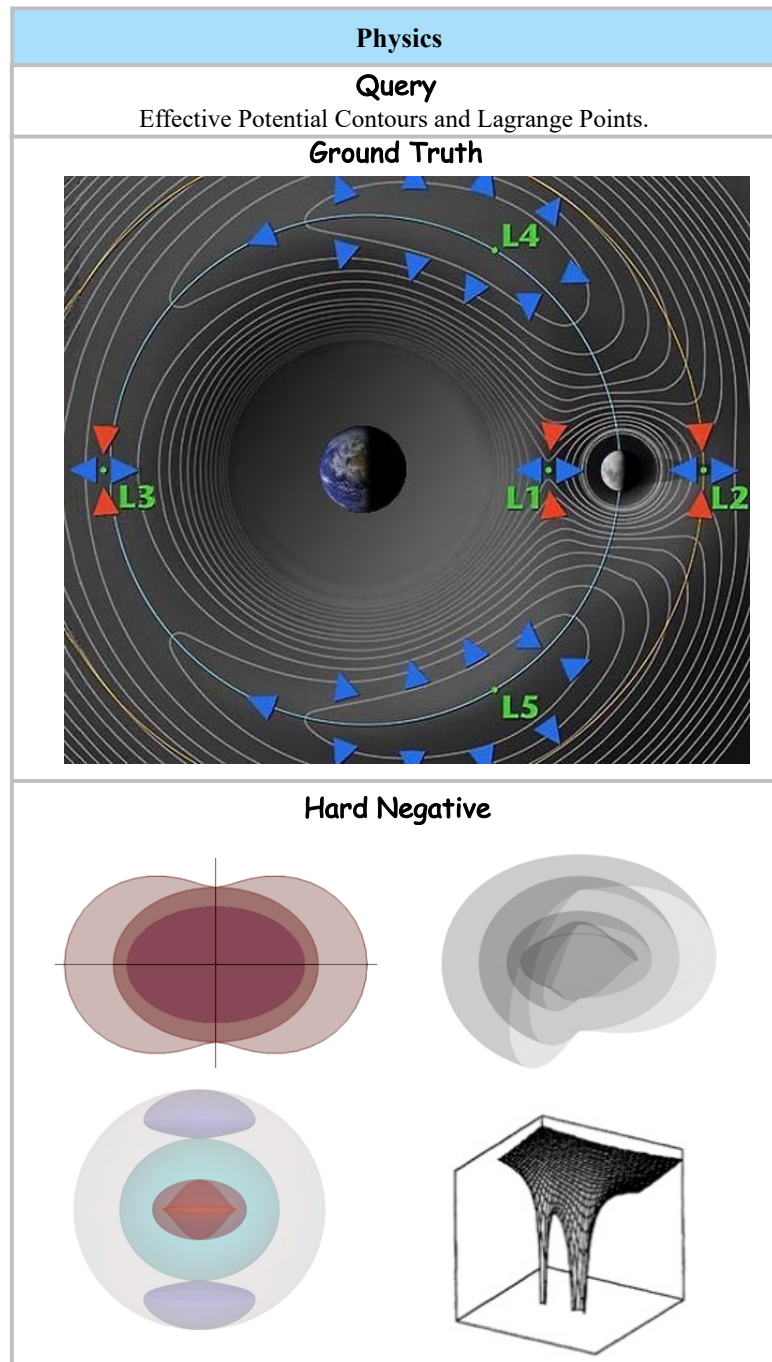 Physics
Query
Effective Potential Contours and Lagrange Points.
Ground Truth
L4
L3
L1
L2
L5
Hard Negative